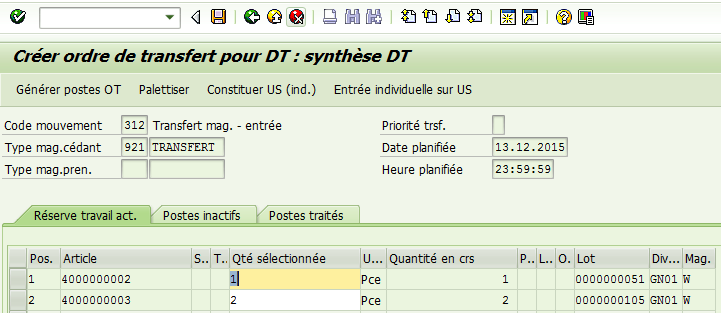 Créer ordre de transfert pour DT : synthèse DT
Générer postes OT Palettiser Constituer US (ind.) Entrée individuelle sur US
Code mouvement 312 Transfert mag. - entrée Priorité trsf.
Type mag.cédant 921 TRANSFERT Date planifiée 13.12.2015
Type mag.pren. Heure planifiée 23:59:59
Réserve travail act. Postes inactifs Postes traités
Pos. Article S.. T.. Qté sélectionnée U... Quantité en crs P.. L.. O. Lot Div... Mag.
1 4000000002 1 Pce 1 0000000051 GN01 W
2 4000000003 2 Pce 2 0000000105 GN01 W